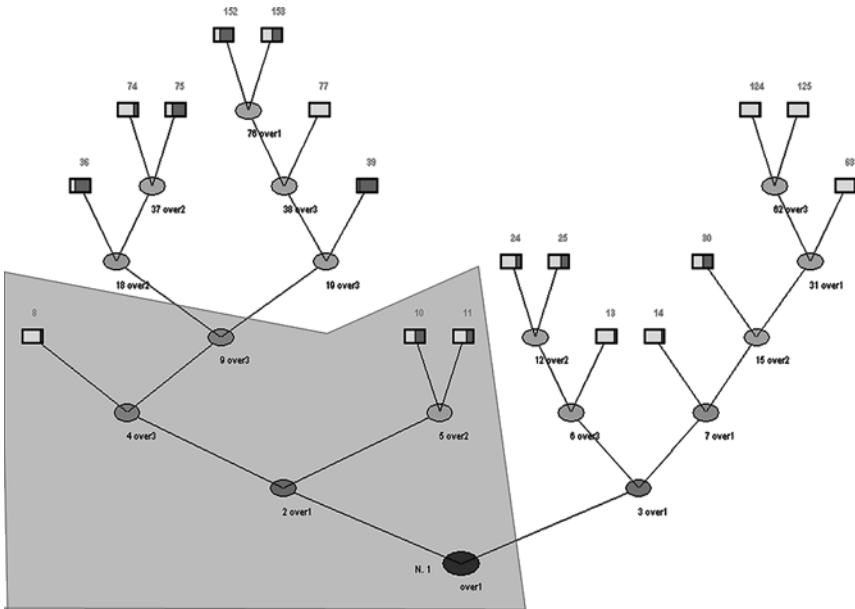 152 153
74 75 77 124 125
76 over1
36 39 63
37 over2 38 over3 62 over3
24 25 30
18 over2 19 over3 31 over1
8 10 11 13 14
9 over3 12 over2 15 over2
4 over3 5 over2 6 over3 7 over1
2 over1 3 over1
N. 1
over1